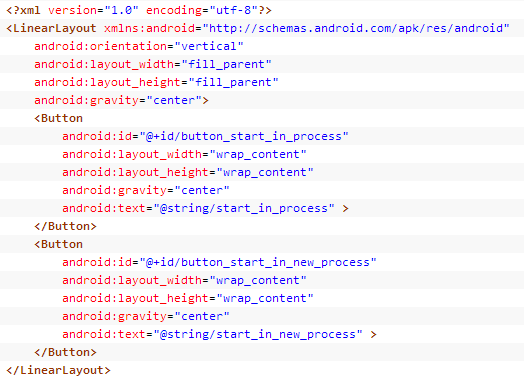 <?xml version="1.0" encoding="utf-8"?>
<LinearLayout xmlns:android="http://schemas.android.com/apk/res/android"
    android:orientation="vertical"
    android:layout_width="fill_parent"
    android:layout_height="fill_parent"
    android:gravity="center">
    <Button
        android:id="@+id/button_start_in_process"
        android:layout_width="wrap_content"
        android:layout_height="wrap_content"
        android:gravity="center"
        android:text="@string/start_in_process" >
    </Button>
    <Button
        android:id="@+id/button_start_in_new_process"
        android:layout_width="wrap_content"
        android:layout_height="wrap_content"
        android:gravity="center"
        android:text="@string/start_in_new_process" >
    </Button>
</LinearLayout>